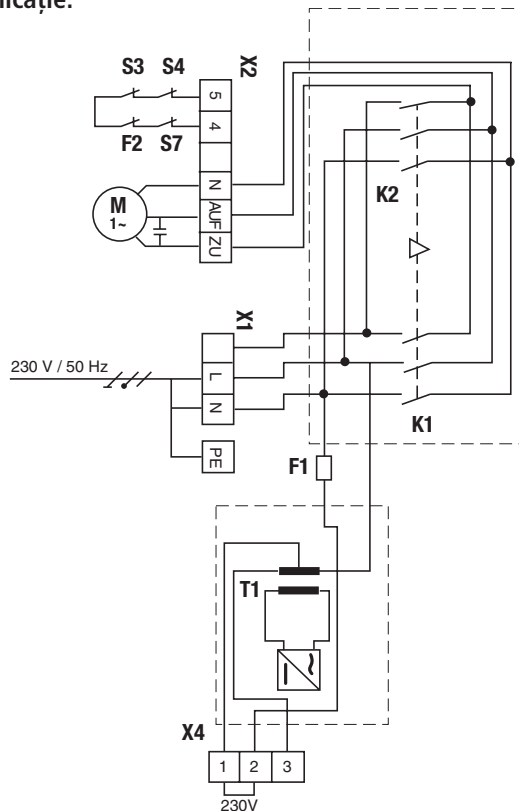 icație.
X2
S3 S4
5
4
F2 S7
N
M
1~
AUF
ZU
K2
X1
230 V / 50 Hz
L
N
K1
PE
F1
T1
X4
1 2 3
230V